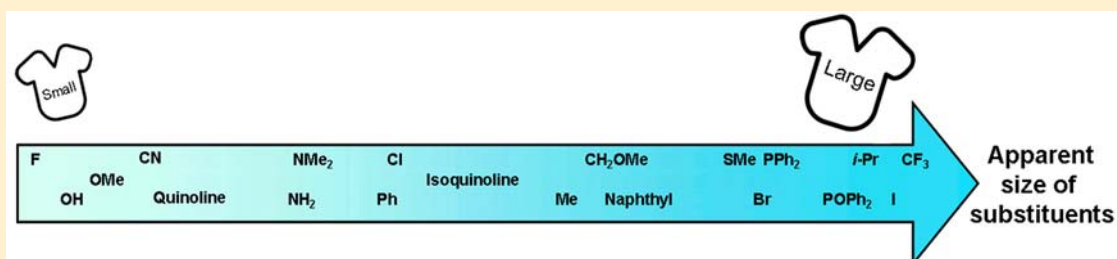 Small
Large
F CN NMe₂ Cl CH₂OMe SMe PPh₂ i-Pr CF₃
OMe Isoquinoline
OH Quinoline NH₂ Ph Me Naphthyl Br POPh₂ I
Apparent
size of
substituents